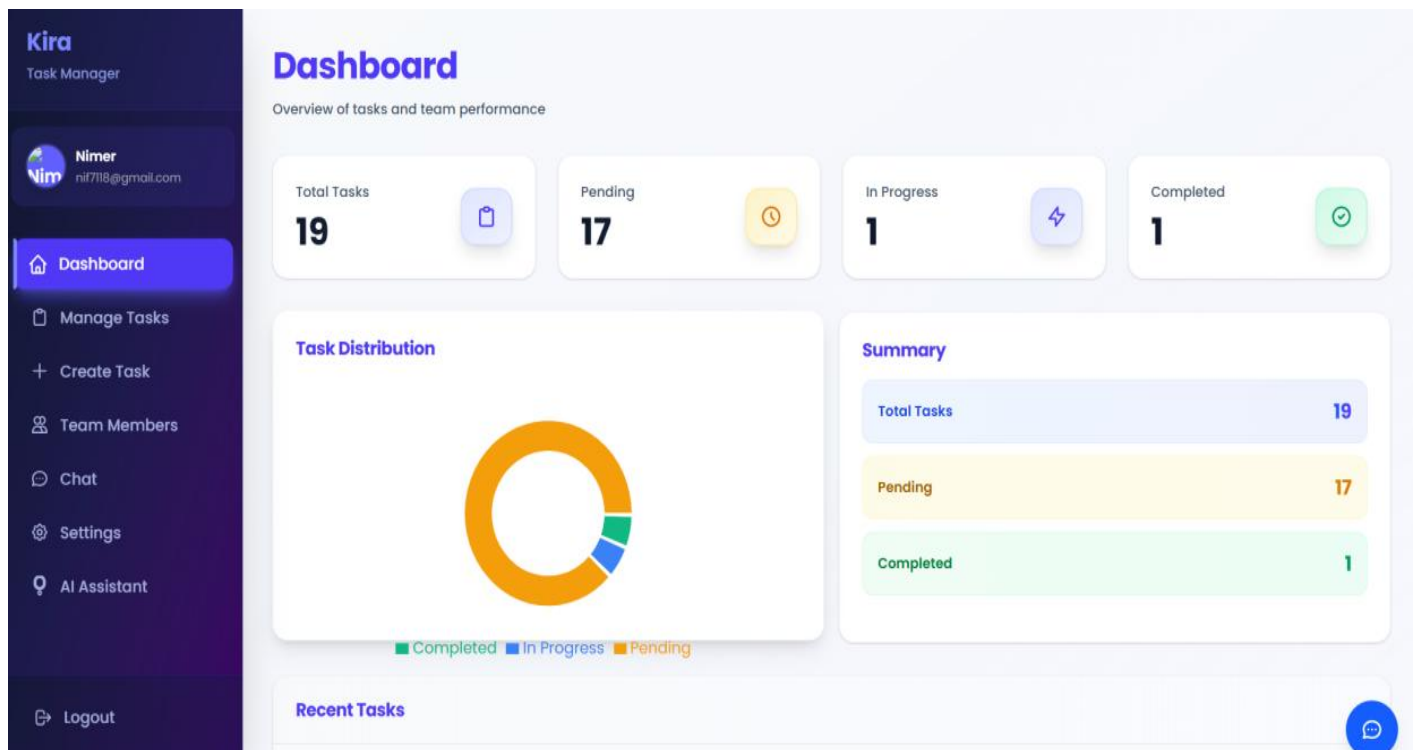 Kira
Task Manager
Nim
Nimer
nif7118@gmail.com
Dashboard
Manage Tasks
Create Task
Team Members
Chat
Settings
AI Assistant
Logout
Dashboard
Overview of tasks and team performance
Total Tasks
19
Pending
17
In Progress
1
Completed
1
Task Distribution
Completed In Progress Pending
Summary
Total Tasks 19
Pending 17
Completed 1
Recent Tasks